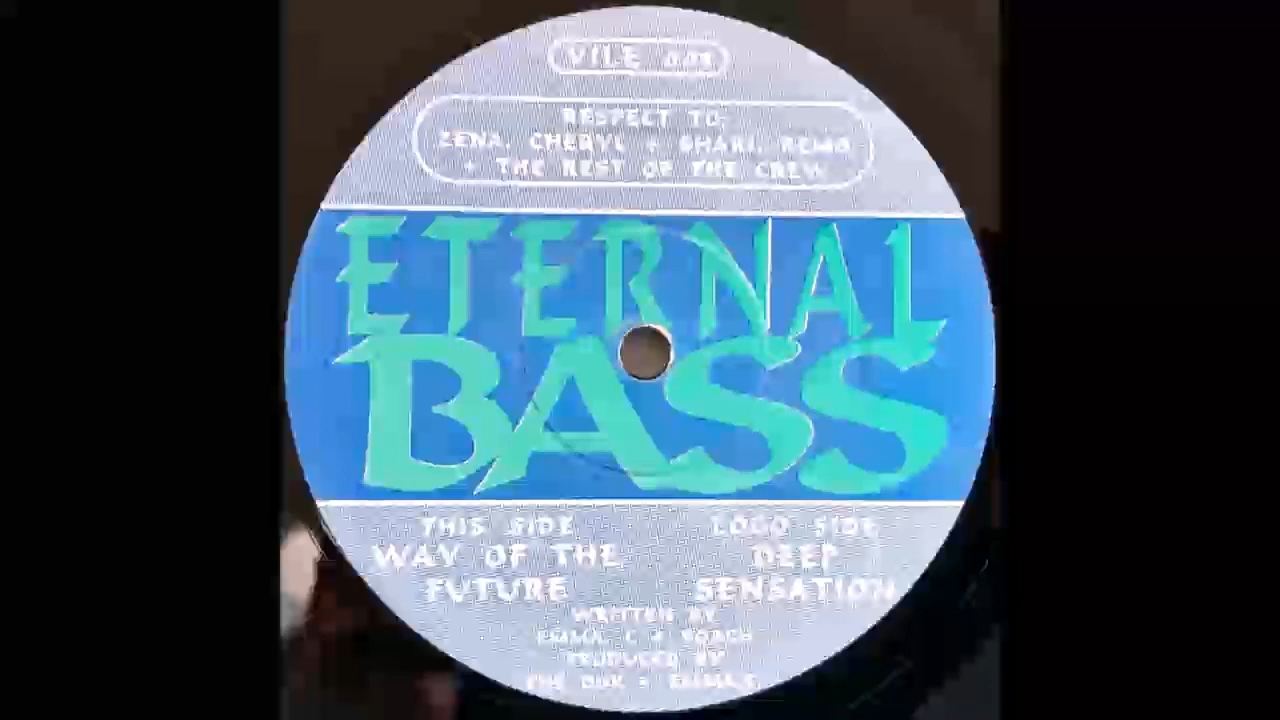 VILE
RESPECT TO:
ZENA, CHERYL + SHARI, REMO
+ THE REST OF THE CREW
ETERNAL
BASS
THIS SIDE
WAY OF THE
FUTURE
LOGO SIDE
DEEP
SENSATION
WRITTEN BY
EMMA. C +
PRODUCED BY